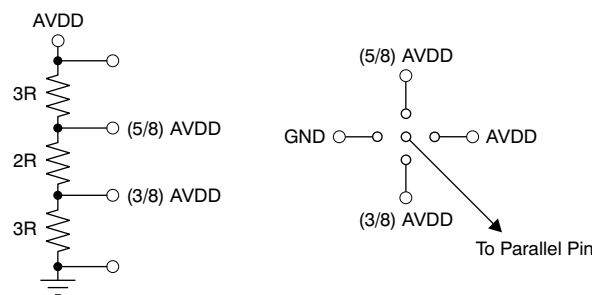 AVDD
3R
(5/8) AVDD
2R
(3/8) AVDD
3R
(5/8) AVDD
GND
AVDD
(3/8) AVDD
To Parallel Pin